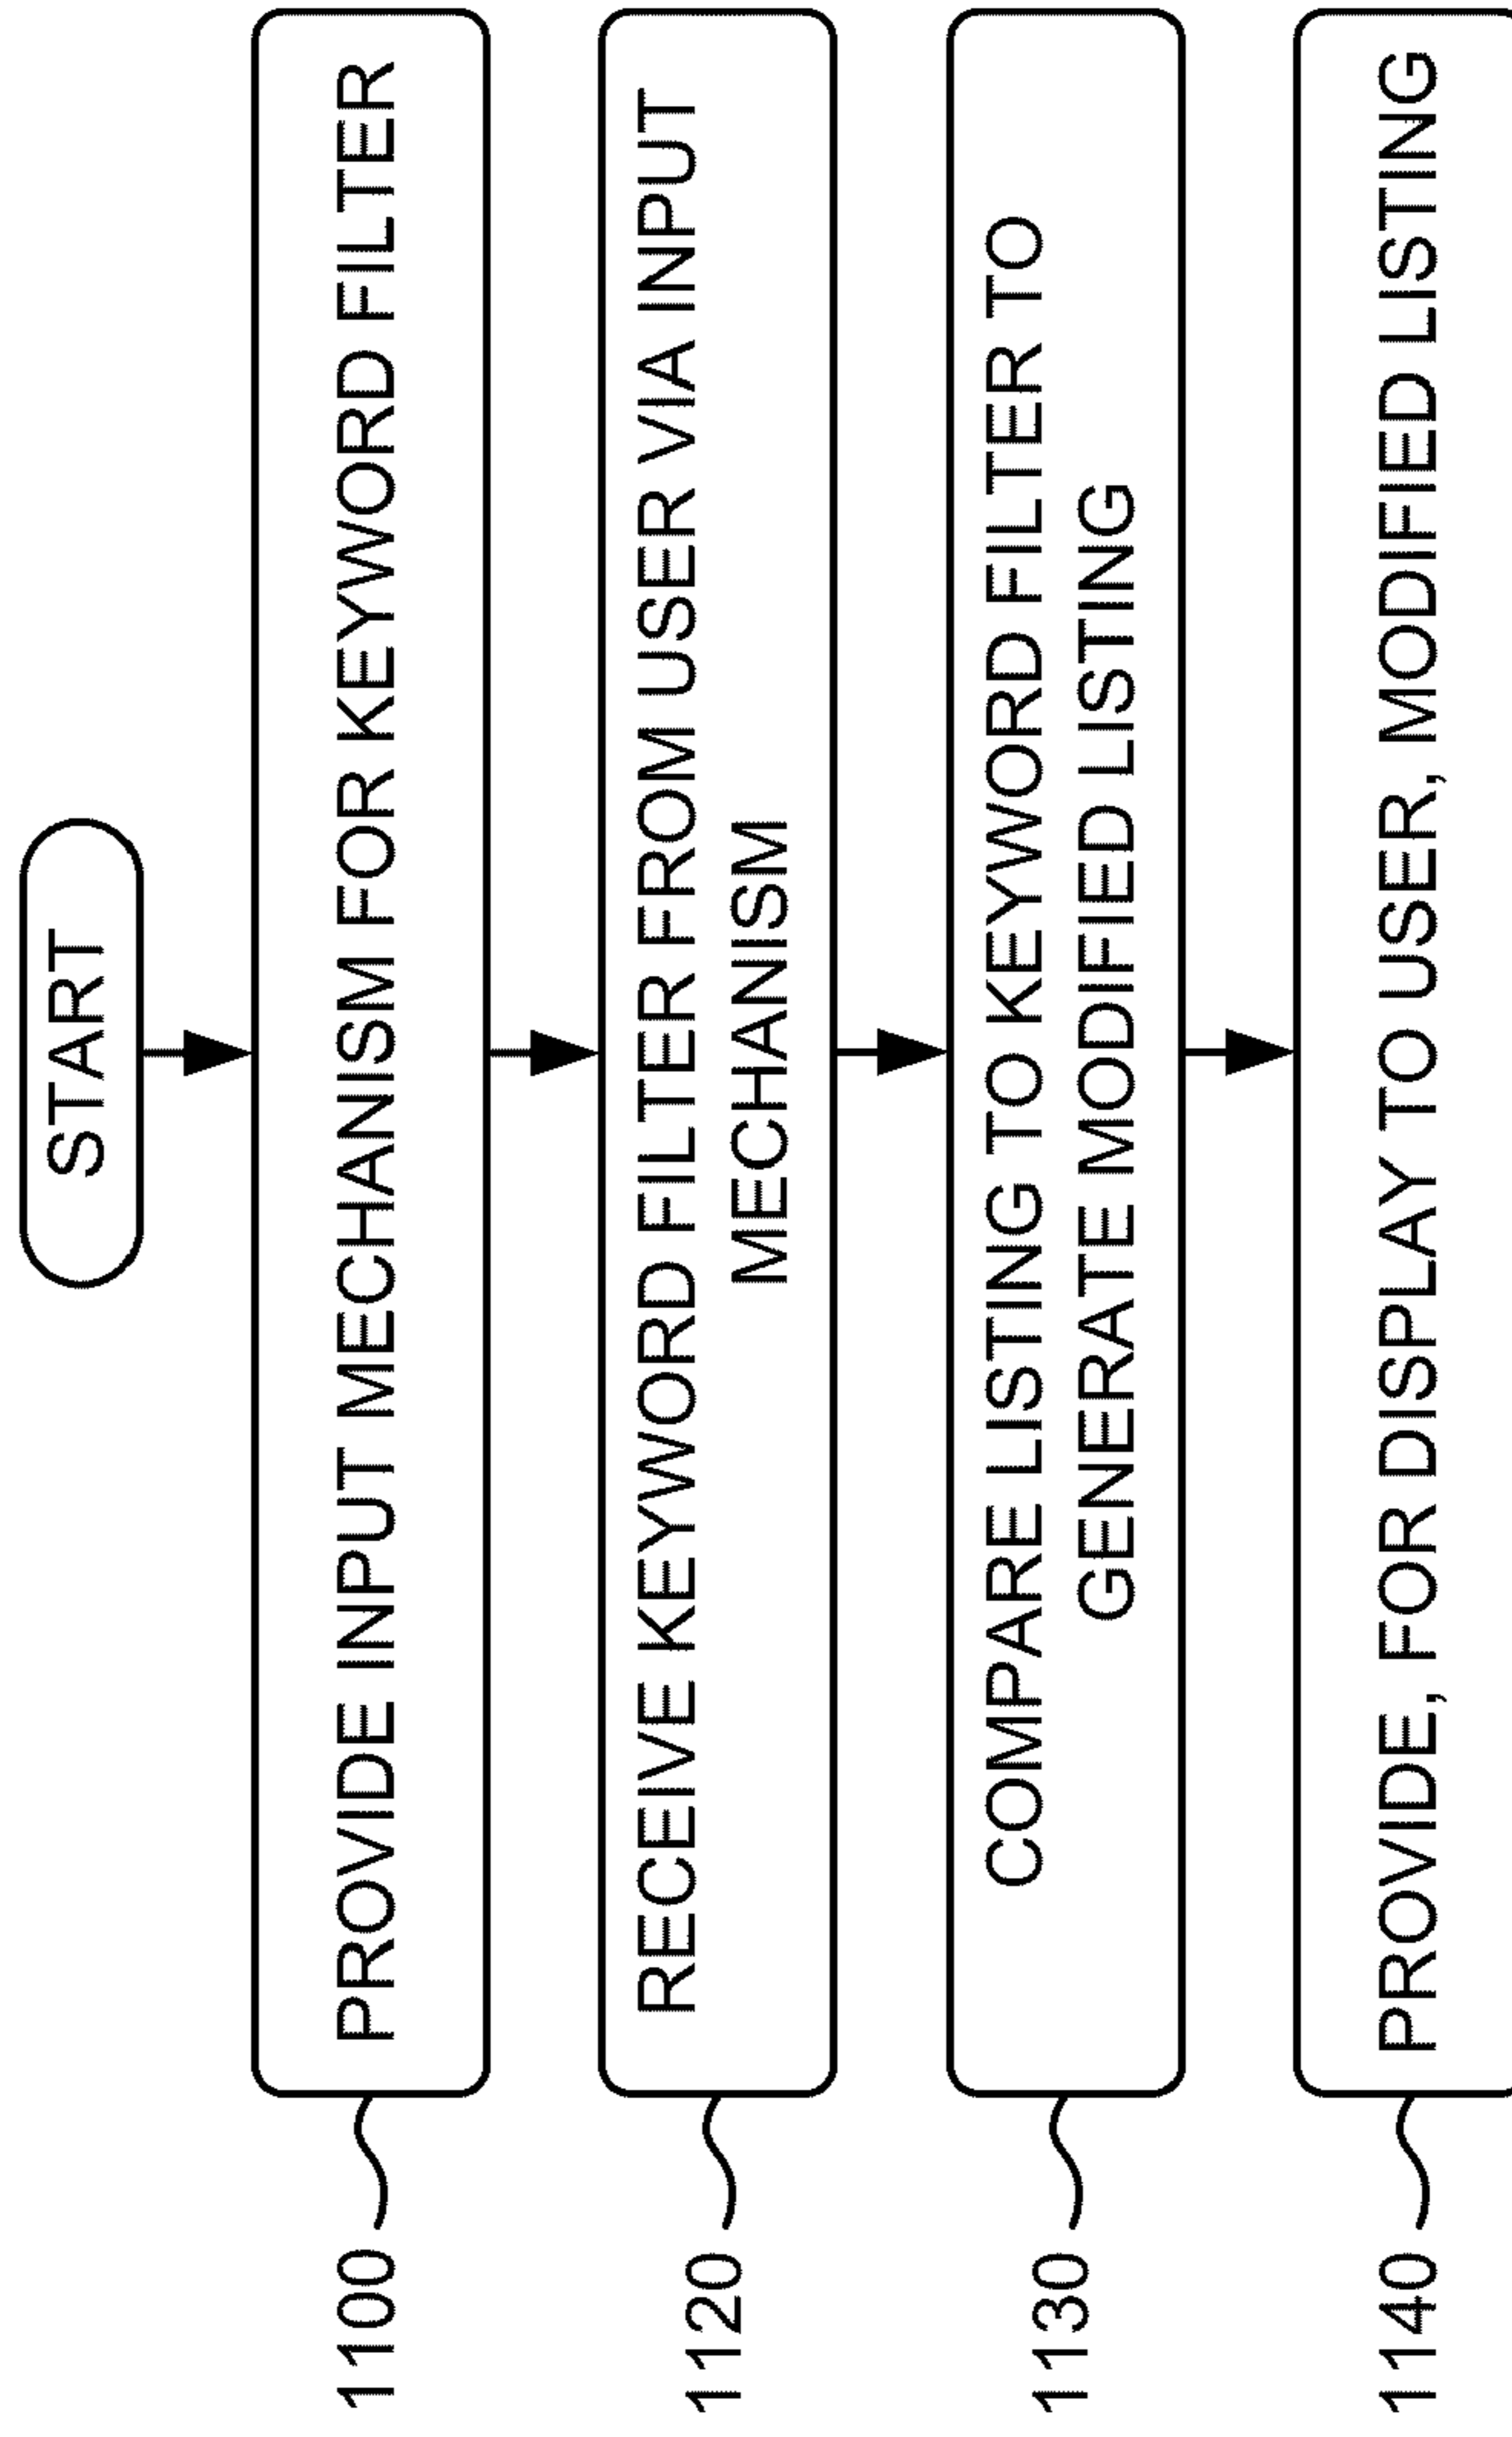 START
1100
PROVIDE INPUT MECHANISM FOR KEYWORD FILTER
1120
RECEIVE KEYWORD FILTER FROM USER VIA INPUT
MECHANISM
1130
COMPARE LISTING TO KEYWORD FILTER TO
GENERATE MODIFIED LISTING
1140
PROVIDE, FOR DISPLAY TO USER, MODIFIED LISTING